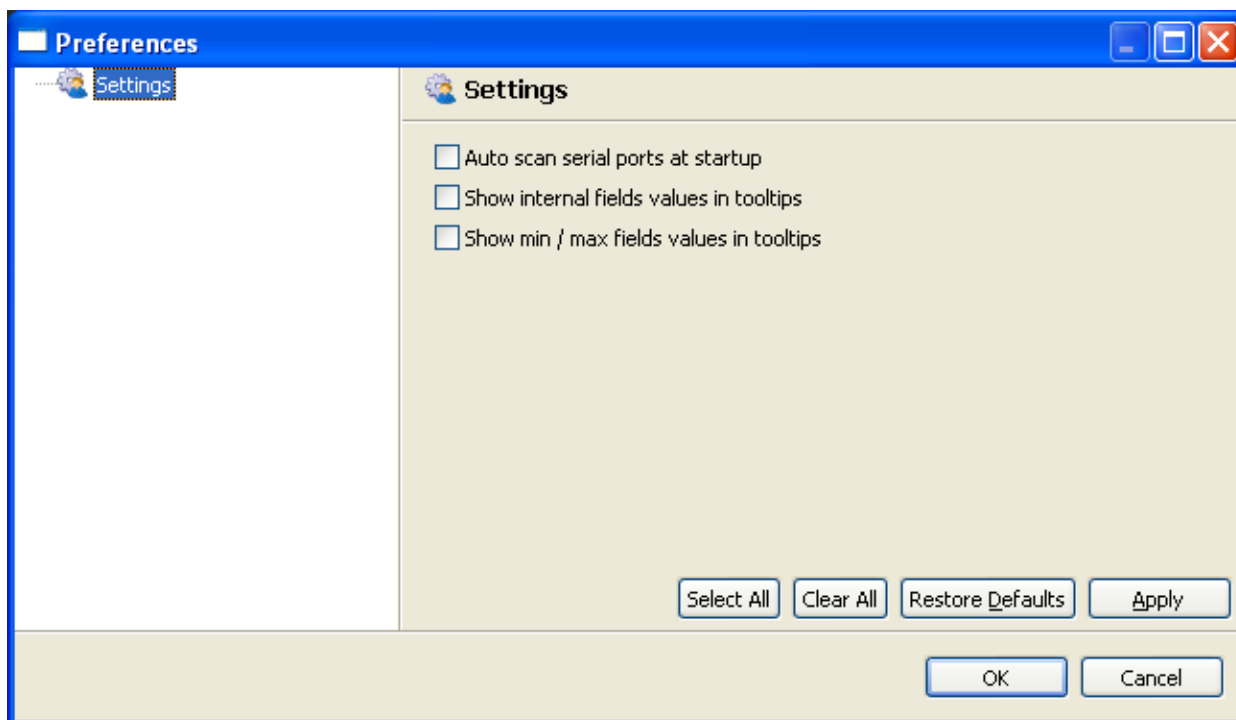 Preferences
Settings
Settings
Auto scan serial ports at startup
Show internal fields values in tooltips
Show min / max fields values in tooltips
Select All Clear All Restore Defaults Apply
OK Cancel